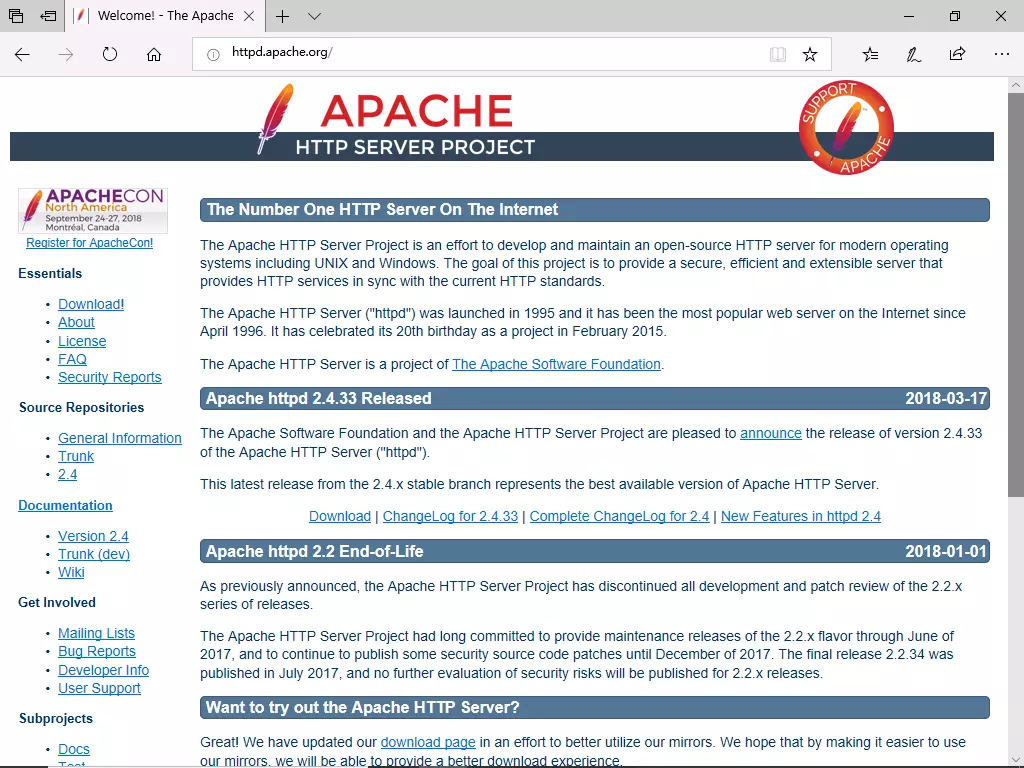 Welcome! - The Apache
httpd.apache.org/
APACHE
HTTP SERVER PROJECT
SUPPORT
APACHE
APACHECON
North America
September 24-27, 2018
Montréal, Canada
Register for ApacheCon!
Essentials
• Download!
• About
• License
• FAQ
• Security Reports
Source Repositories
• General Information
• Trunk
• 2.4
Documentation
• Version 2.4
• Trunk (dev)
• Wiki
Get Involved
• Mailing Lists
• Bug Reports
• Developer Info
• User Support
Subprojects
• Docs
• Test
The Number One HTTP Server On The Internet
The Apache HTTP Server Project is an effort to develop and maintain an open-source HTTP server for modern operating
systems including UNIX and Windows. The goal of this project is to provide a secure, efficient and extensible server that
provides HTTP services in sync with the current HTTP standards.
The Apache HTTP Server ("httpd") was launched in 1995 and it has been the most popular web server on the Internet since
April 1996. It has celebrated its 20th birthday as a project in February 2015.
The Apache HTTP Server is a project of The Apache Software Foundation.
Apache httpd 2.4.33 Released 2018-03-17
The Apache Software Foundation and the Apache HTTP Server Project are pleased to announce the release of version 2.4.33
of the Apache HTTP Server ("httpd").
This latest release from the 2.4.x stable branch represents the best available version of Apache HTTP Server.
Download | ChangeLog for 2.4.33 | Complete ChangeLog for 2.4 | New Features in httpd 2.4
Apache httpd 2.2 End-of-Life 2018-01-01
As previously announced, the Apache HTTP Server Project has discontinued all development and patch review of the 2.2.x
series of releases.
The Apache HTTP Server Project had long committed to provide maintenance releases of the 2.2.x flavor through June of
2017, and to continue to publish some security source code patches until December of 2017. The final release 2.2.34 was
published in July 2017, and no further evaluation of security risks will be published for 2.2.x releases.
Want to try out the Apache HTTP Server?
Great! We have updated our download page in an effort to better utilize our mirrors. We hope that by making it easier to use
our mirrors, we will be able to provide a better download experience.